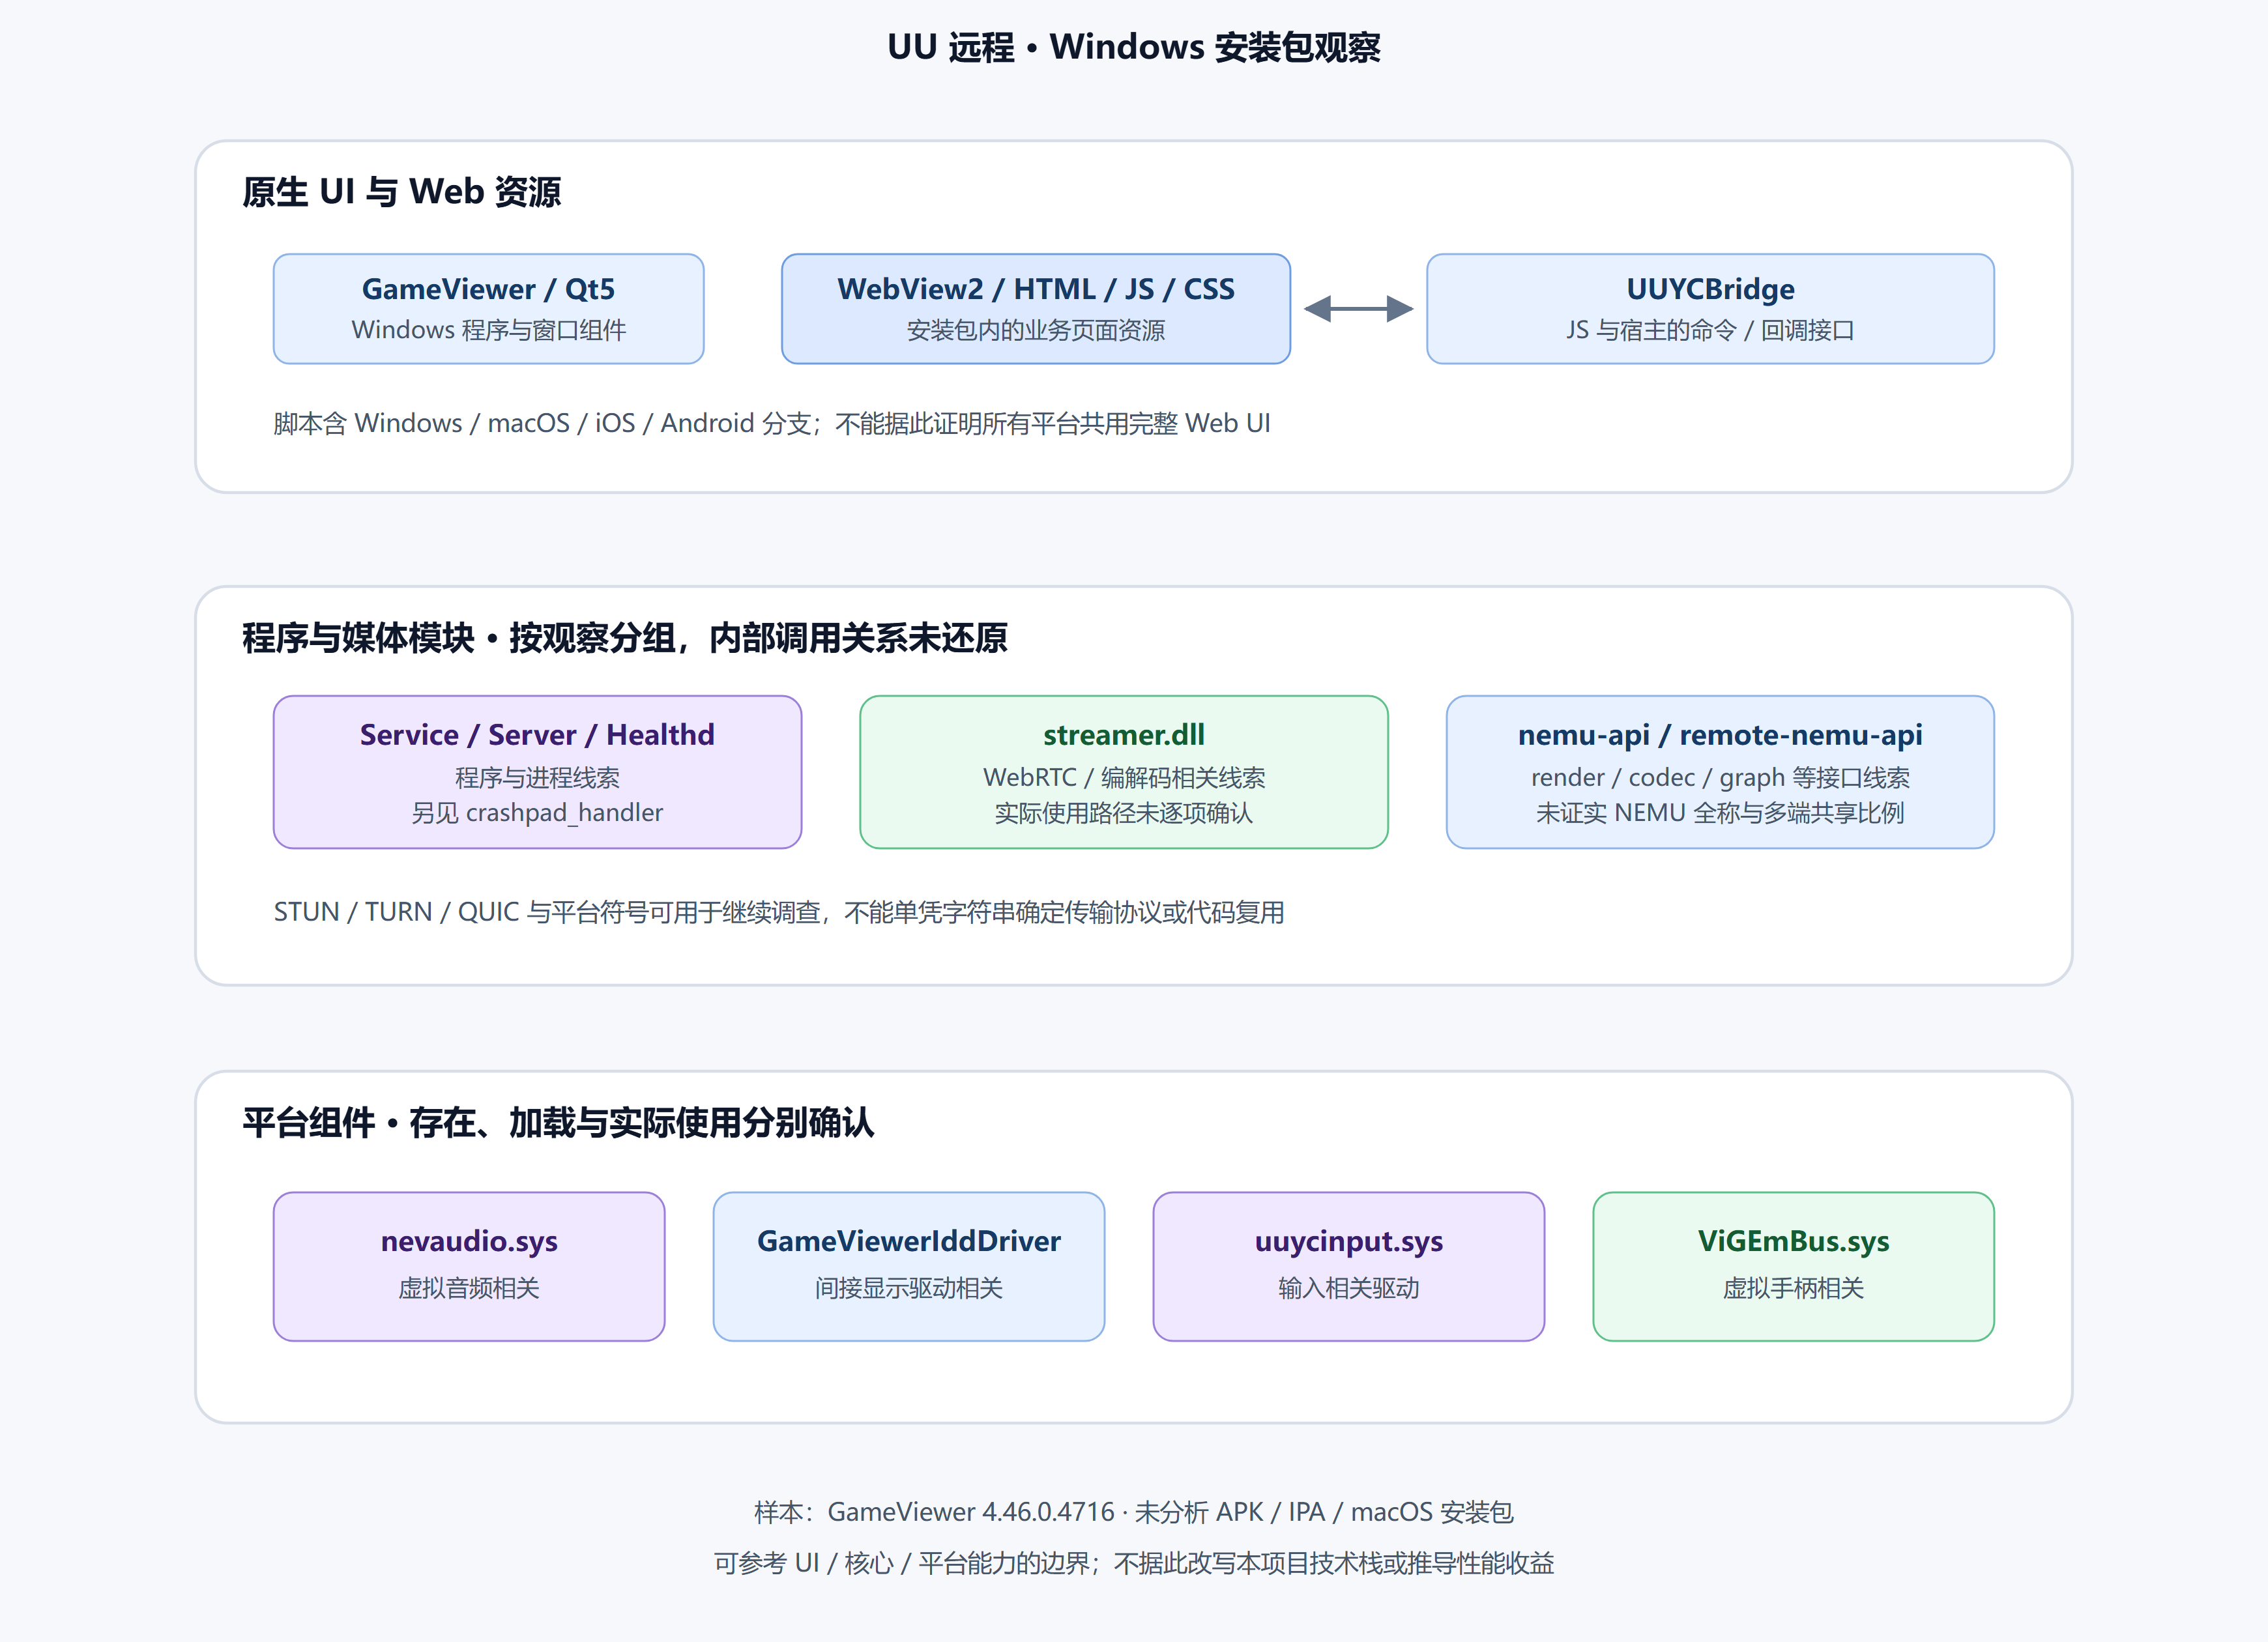 UU 远程 • Windows 安装包观察
原生 UI 与 Web 资源
GameViewer / Qt5
Windows 程序与窗口组件
WebView2 / HTML / JS / CSS
安装包内的业务页面资源
UUYCBridge
JS 与宿主的命令 / 回调接口
脚本含 Windows / macOS / iOS / Android 分支；不能据此证明所有平台共用完整 Web UI
程序与媒体模块 • 按观察分组，内部调用关系未还原
Service / Server / Healthd
程序与进程线索
另见 crashpad_handler
streamer.dll
WebRTC / 编解码相关线索
实际使用路径未逐项确认
nemu-api / remote-nemu-api
render / codec / graph 等接口线索
未证实 NEMU 全称与多端共享比例
STUN / TURN / QUIC 与平台符号可用于继续调查，不能单凭字符串确定传输协议或代码复用
平台组件 • 存在、加载与实际使用分别确认
nevaudio.sys
虚拟音频相关
GameViewerIddDriver
间接显示驱动相关
uuycinput.sys
输入相关驱动
ViGEmBus.sys
虚拟手柄相关
样本：GameViewer 4.46.0.4716 · 未分析 APK / IPA / macOS 安装包
可参考 UI / 核心 / 平台能力的边界；不据此改写本项目技术栈或推导性能收益